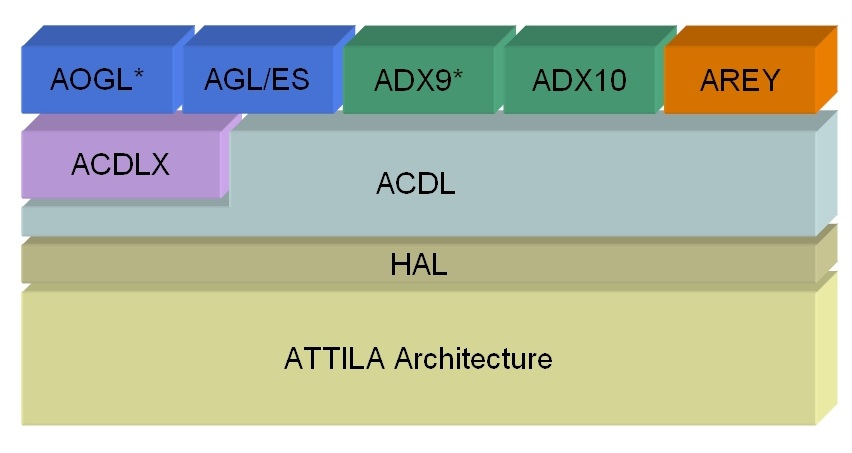 AOGL*
AGL/ES
ADX9*
ADX10
AREY
ACDLX
ACDL
HAL
ATTILA Architecture